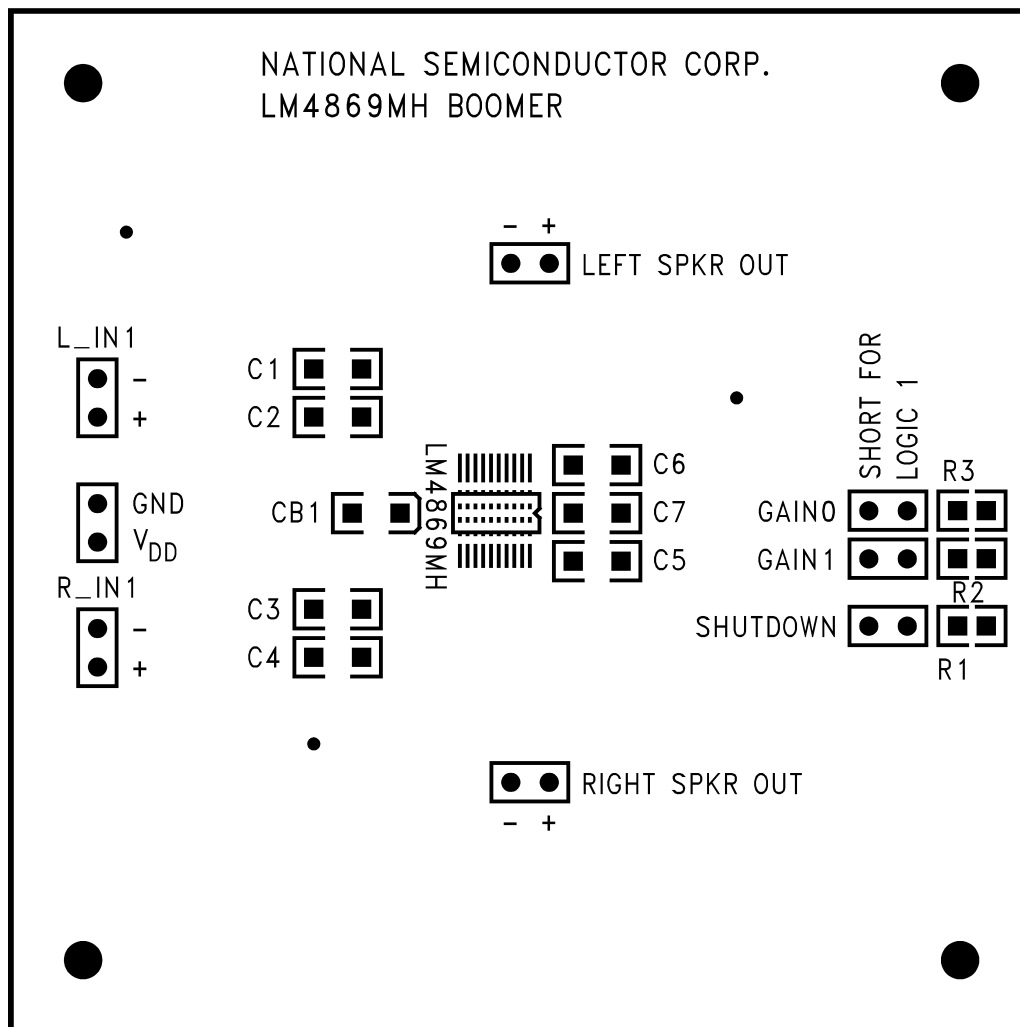 NATIONAL SEMICONDUCTOR CORP.
LM4869MH BOOMER
- +
LEFT SPKR OUT
L_IN1
-
+
C1
C2
SHORT FOR
LOGIC 1
LM4869MH
C6
R3
GND
VDD
CB1
C7
GAIN0
C5
GAIN1
R_IN1
R2
-
+
C3
C4
SHUTDOWN
R1
RIGHT SPKR OUT
- +